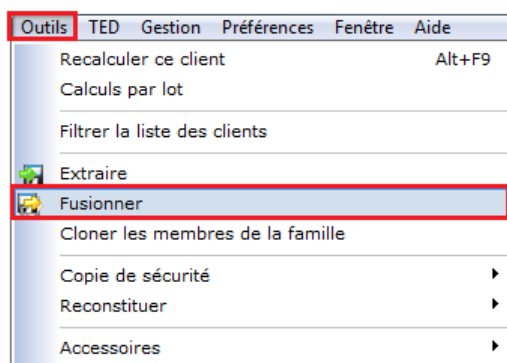 Outils TED Gestion Préférences Fenêtre Aide
Recalculer ce client Alt+F9
Calculs par lot
Filtrer la liste des clients
Extraire
Fusionner
Cloner les membres de la famille
Copie de sécurité
Reconstituer
Accessoires